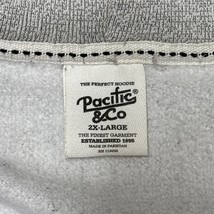 THE PERFECT HOODIE
Pacific
& Co
2X-LARGE
THE FINEST GARMENT
ESTABLISHED 1995
MADE IN PAKISTAN